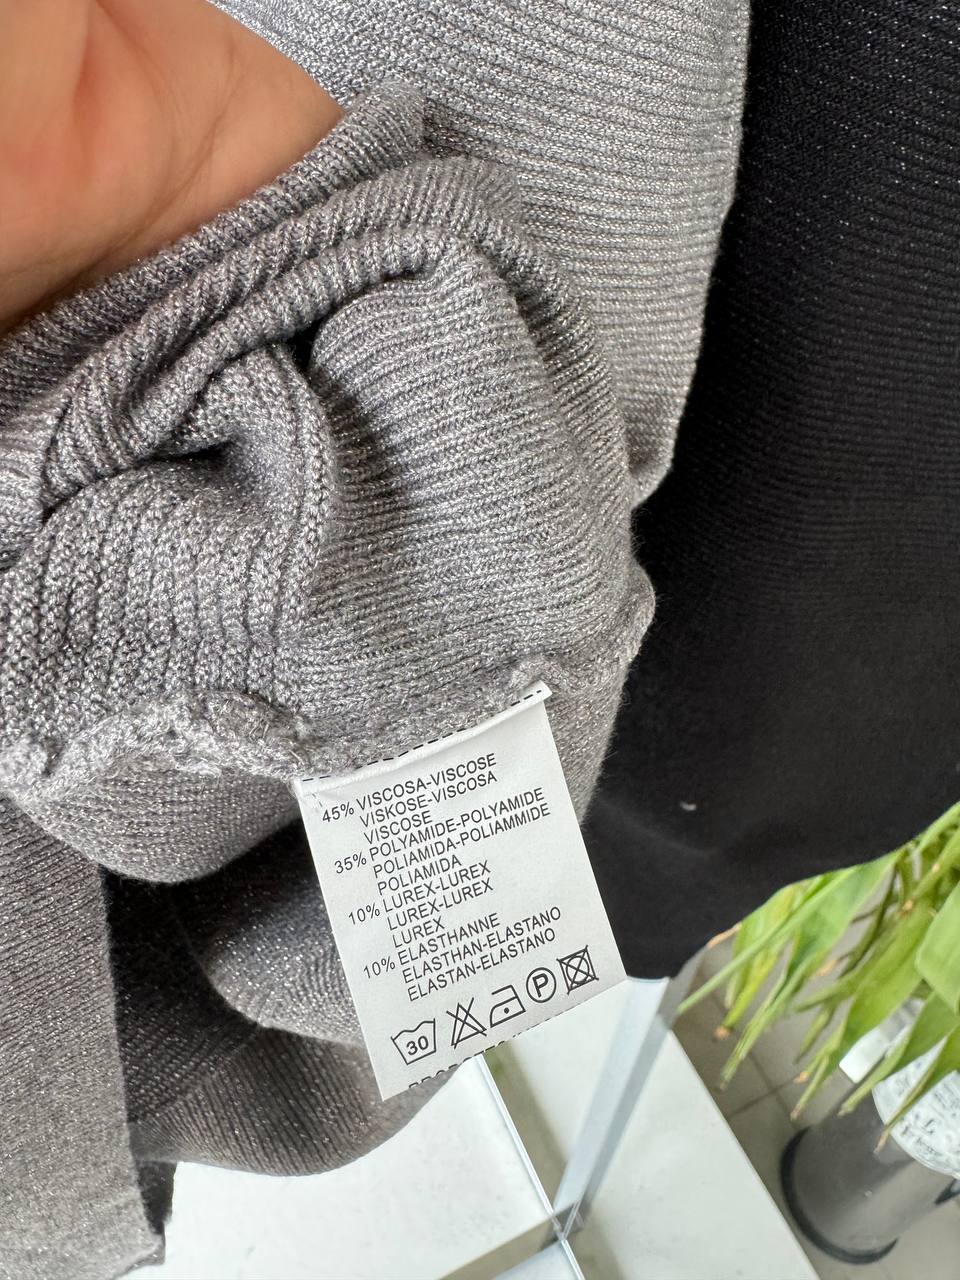 45% VISCOSA-VISCOSE
VISKOSE-VISCOSA
VISCOSE
35% POLYAMIDE-POLYAMIDE
POLIAMIDA-POLIAMMIDE
POLIAMIDA
10% LUREX-LUREX
LUREX-LUREX
LUREX
10% ELASTHANNE
ELASTHAN-ELASTANO
ELASTAN-ELASTANO
30 P